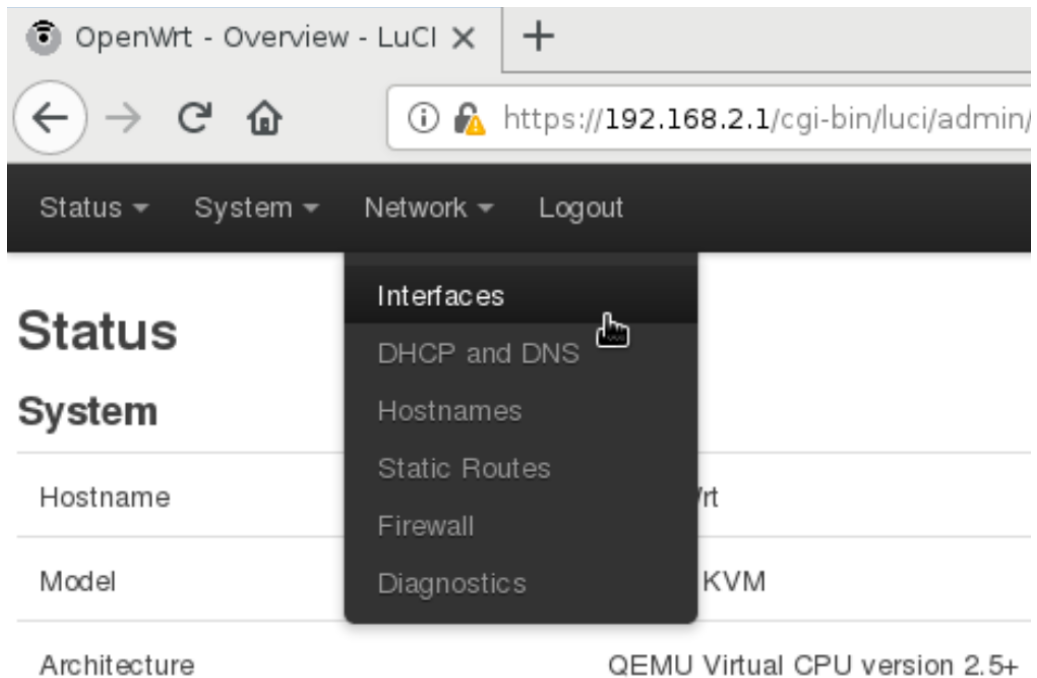 OpenWrt - Overview - LuCI
https://192.168.2.1/cgi-bin/luci/admin/
Status System Network Logout
Interfaces
DHCP and DNS
Hostnames
Static Routes
Firewall
Diagnostics
Status
System
Hostname
Model KVM
Architecture QEMU Virtual CPU version 2.5+